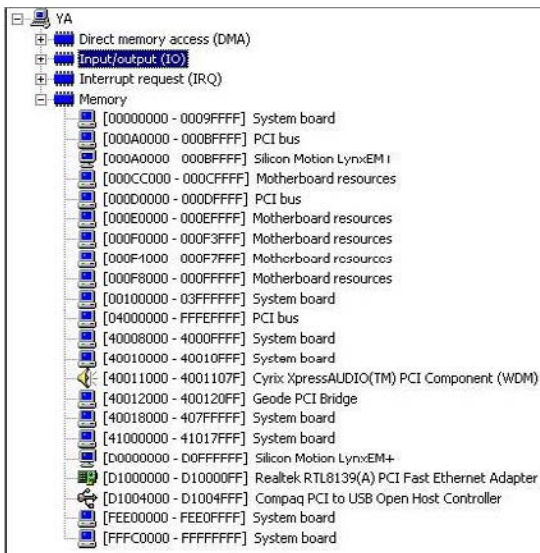 YA
Direct memory access (DMA)
Input/output (IO)
Interrupt request (IRQ)
Memory
[00000000 - 0009FFFF] System board
[000A0000 - 000BFFFF] PCI bus
[000A0000 000BFFFF] Silicon Motion LynxEM+
[000CC000 - 000CFFFF] Motherboard resources
[000D0000 - 000DFFFF] PCI bus
[000E0000 - 000EFFFF] Motherboard resources
[000F0000 - 000F3FFF] Motherboard resources
[000F4000 000F7FFF] Motherboard resources
[000F8000 - 000FFFFF] Motherboard resources
[00100000 - 03FFFFFF] System board
[04000000 - FFFEFFFF] PCI bus
[40008000 - 4000FFFF] System board
[40010000 - 40010FFF] System board
[40011000 - 4001107F] Cyrix XpressAUDIO(TM) PCI Component (WDM)
[40012000 - 400120FF] Geode PCI Bridge
[40018000 - 407FFFFF] System board
[41000000 - 41017FFF] System board
[D0000000 - D0FFFFFF] Silicon Motion LynxEM+
[D1000000 - D10000FF] Realtek RTL8139(A) PCI Fast Ethernet Adapter
[D1004000 - D1004FFF] Compaq PCI to USB Open Host Controller
[FEE00000 - FEE0FFFF] System board
[FFFC0000 - FFFFFFFF] System board